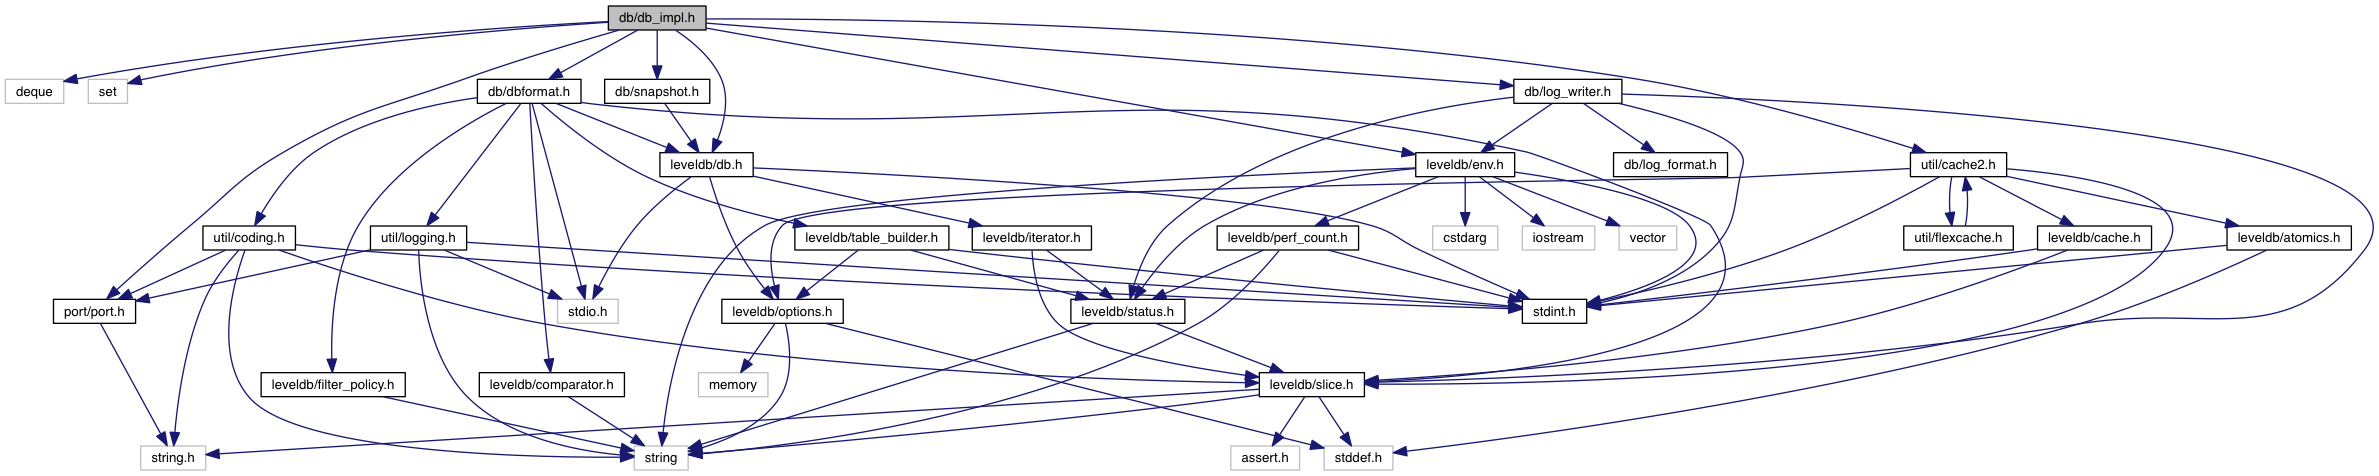 db/db_impl.h
deque
set
db/dbformat.h
db/snapshot.h
db/log_writer.h
leveldb/db.h
leveldb/env.h
db/log_format.h
util/cache2.h
util/coding.h
util/logging.h
leveldb/table_builder.h
leveldb/iterator.h
leveldb/perf_count.h
cstdarg
iostream
vector
util/flexcache.h
leveldb/cache.h
leveldb/atomics.h
port/port.h
stdio.h
leveldb/options.h
leveldb/status.h
stdint.h
leveldb/filter_policy.h
leveldb/comparator.h
memory
leveldb/slice.h
string.h
string
assert.h
stddef.h